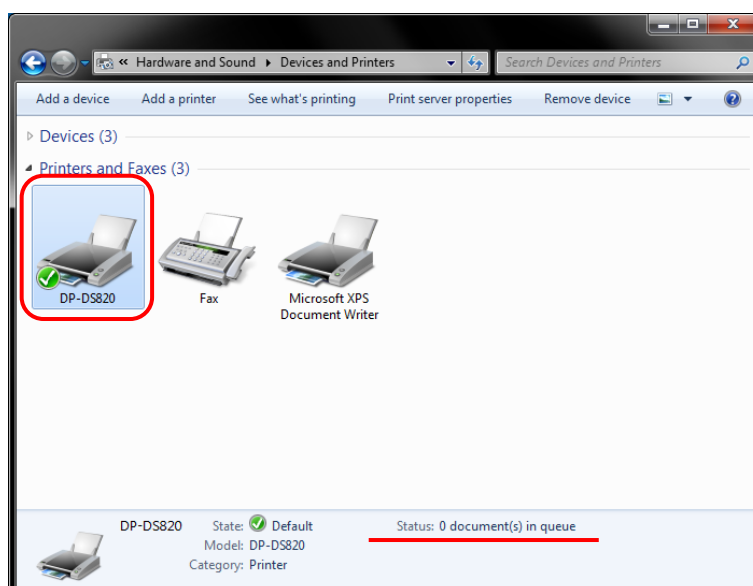 « Hardware and Sound ▸ Devices and Printers Search Devices and Printers
Add a device Add a printer See what's printing Print server properties Remove device
Devices (3)
Printers and Faxes (3)
DP-DS820 Fax Microsoft XPS
Document Writer
DP-DS820 State: Default Status: 0 document(s) in queue
Model: DP-DS820
Category: Printer